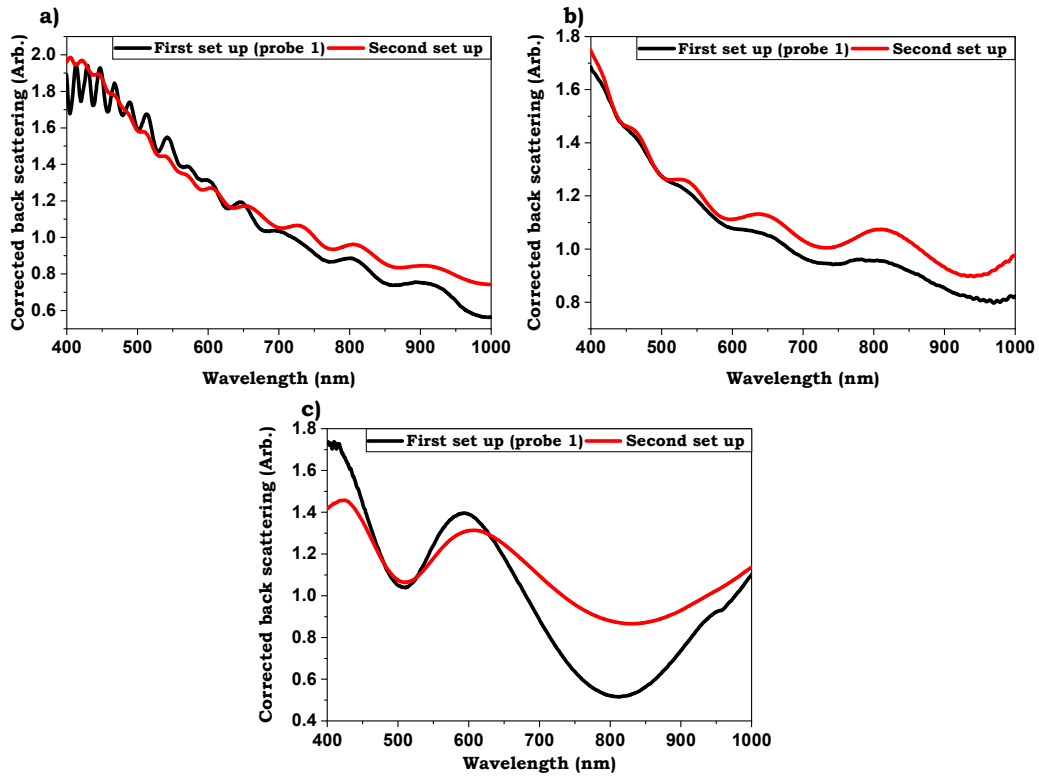 a)
First set up (probe 1) Second set up
Corrected back scattering (Arb.)
2.0
1.8
1.6
1.4
1.2
1.0
0.8
0.6
400 500 600 700 800 900 1000
Wavelength (nm)
b)
First set up (probe 1) Second set up
Corrected back scattering (Arb.)
1.8
1.6
1.4
1.2
1.0
0.8
400 500 600 700 800 900 1000
Wavelength (nm)
c)
First set up (probe 1) Second set up
Corrected back scattering (Arb.)
1.8
1.6
1.4
1.2
1.0
0.8
0.6
0.4
400 500 600 700 800 900 1000
Wavelength (nm)